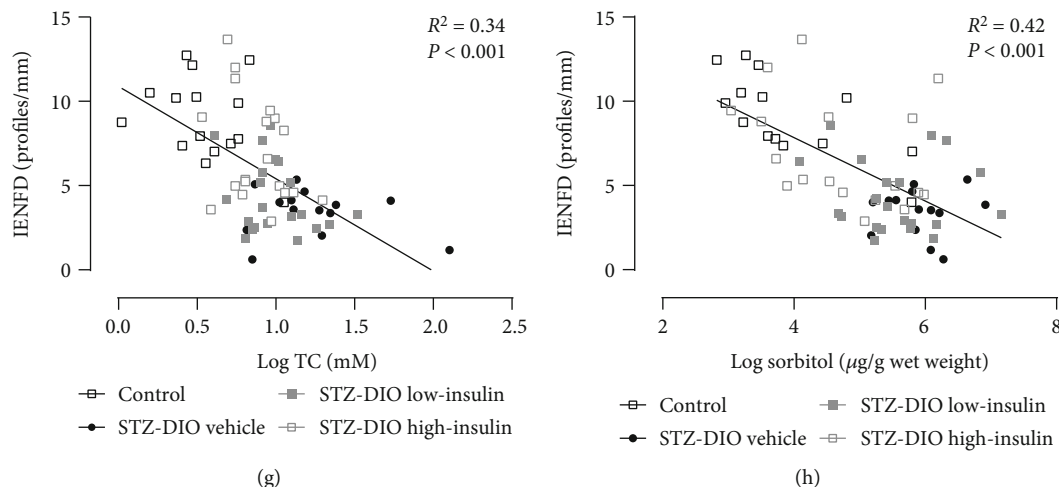 R² = 0.34
P < 0.001
15
10
5
0
IENFD (profiles/mm)
0.0 0.5 1.0 1.5 2.0 2.5
Log TC (mM)
Control
STZ-DIO vehicle
STZ-DIO low-insulin
STZ-DIO high-insulin
(g)
R² = 0.42
P < 0.001
15
10
5
0
IENFD (profiles/mm)
2 4 6 8
Log sorbitol (μg/g wet weight)
Control
STZ-DIO vehicle
STZ-DIO low-insulin
STZ-DIO high-insulin
(h)